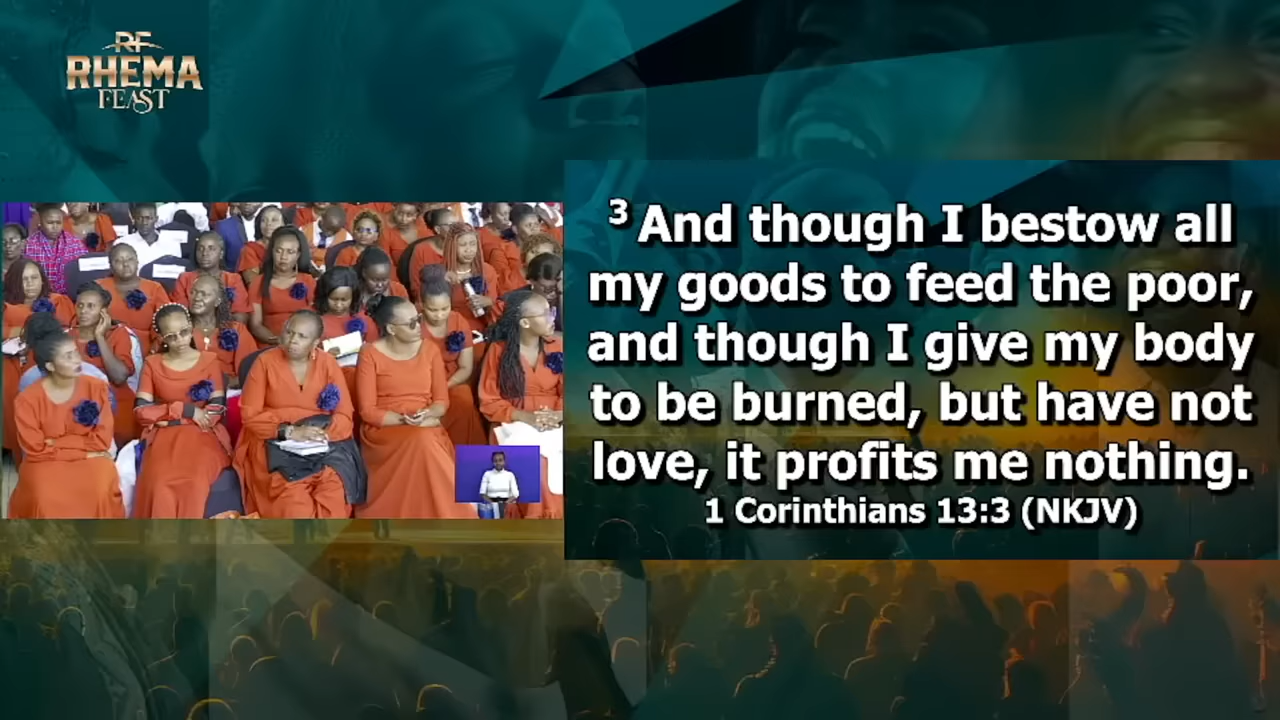 RF
RHEMA
FEAST
3 And though I bestow all
my goods to feed the poor,
and though I give my body
to be burned, but have not
love, it profits me nothing.
1 Corinthians 13:3 (NKJV)